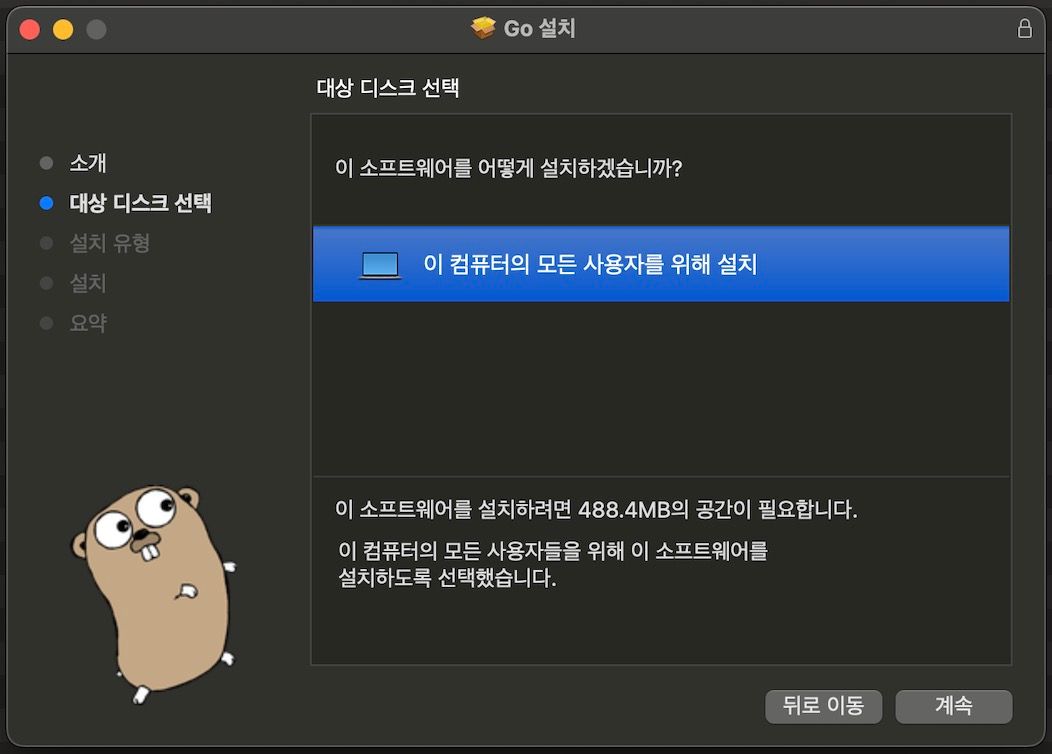 Go 설치
대상 디스크 선택
소개
대상 디스크 선택
설치 유형
설치
요약
이 소프트웨어를 어떻게 설치하겠습니까?
이 컴퓨터의 모든 사용자를 위해 설치
이 소프트웨어를 설치하려면 488.4MB의 공간이 필요합니다.
이 컴퓨터의 모든 사용자들을 위해 이 소프트웨어를
설치하도록 선택했습니다.
뒤로 이동
계속